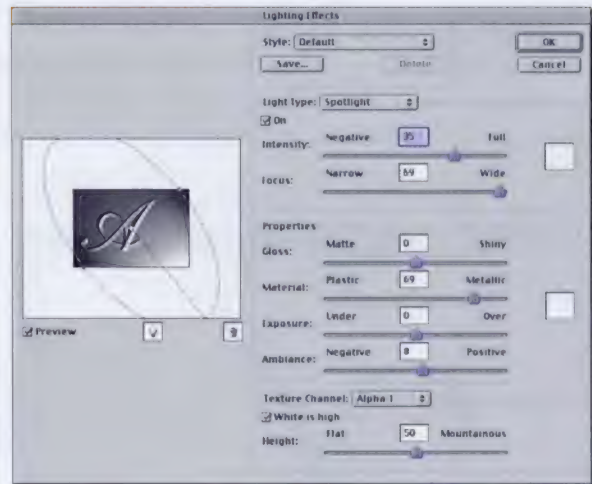 Lighting Effects
Style: Default
OK
Save...
Delete
Cancel
Light Type: Spotlight
On
Intensity: Negative 35 Full
Focus: Narrow 69 Wide
Properties
Gloss: Matte 0 Shiny
Material: Plastic 69 Metallic
Exposure: Under 0 Over
Ambiance: Negative 8 Positive
Preview
Texture Channel: Alpha 1
White is high
Height: Flat 50 Mountainous
A